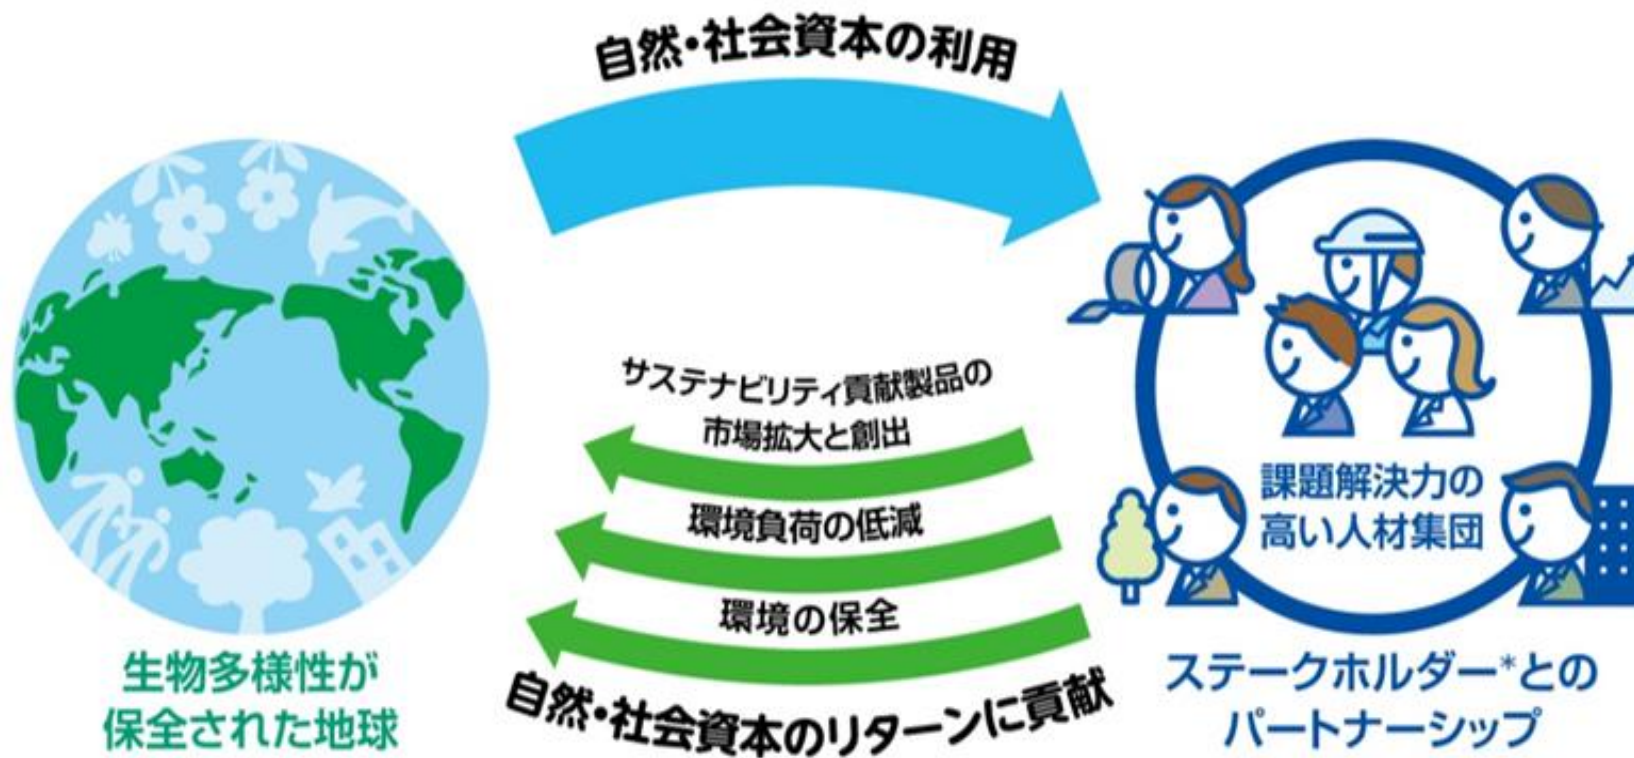 自然・社会資本の利用
サステナビリティ貢献製品の
市場拡大と創出
環境負荷の低減
環境の保全
自然・社会資本のリターンに貢献
生物多様性が
保全された地球
課題解決力の
高い人材集団
ステークホルダー*との
パートナーシップ